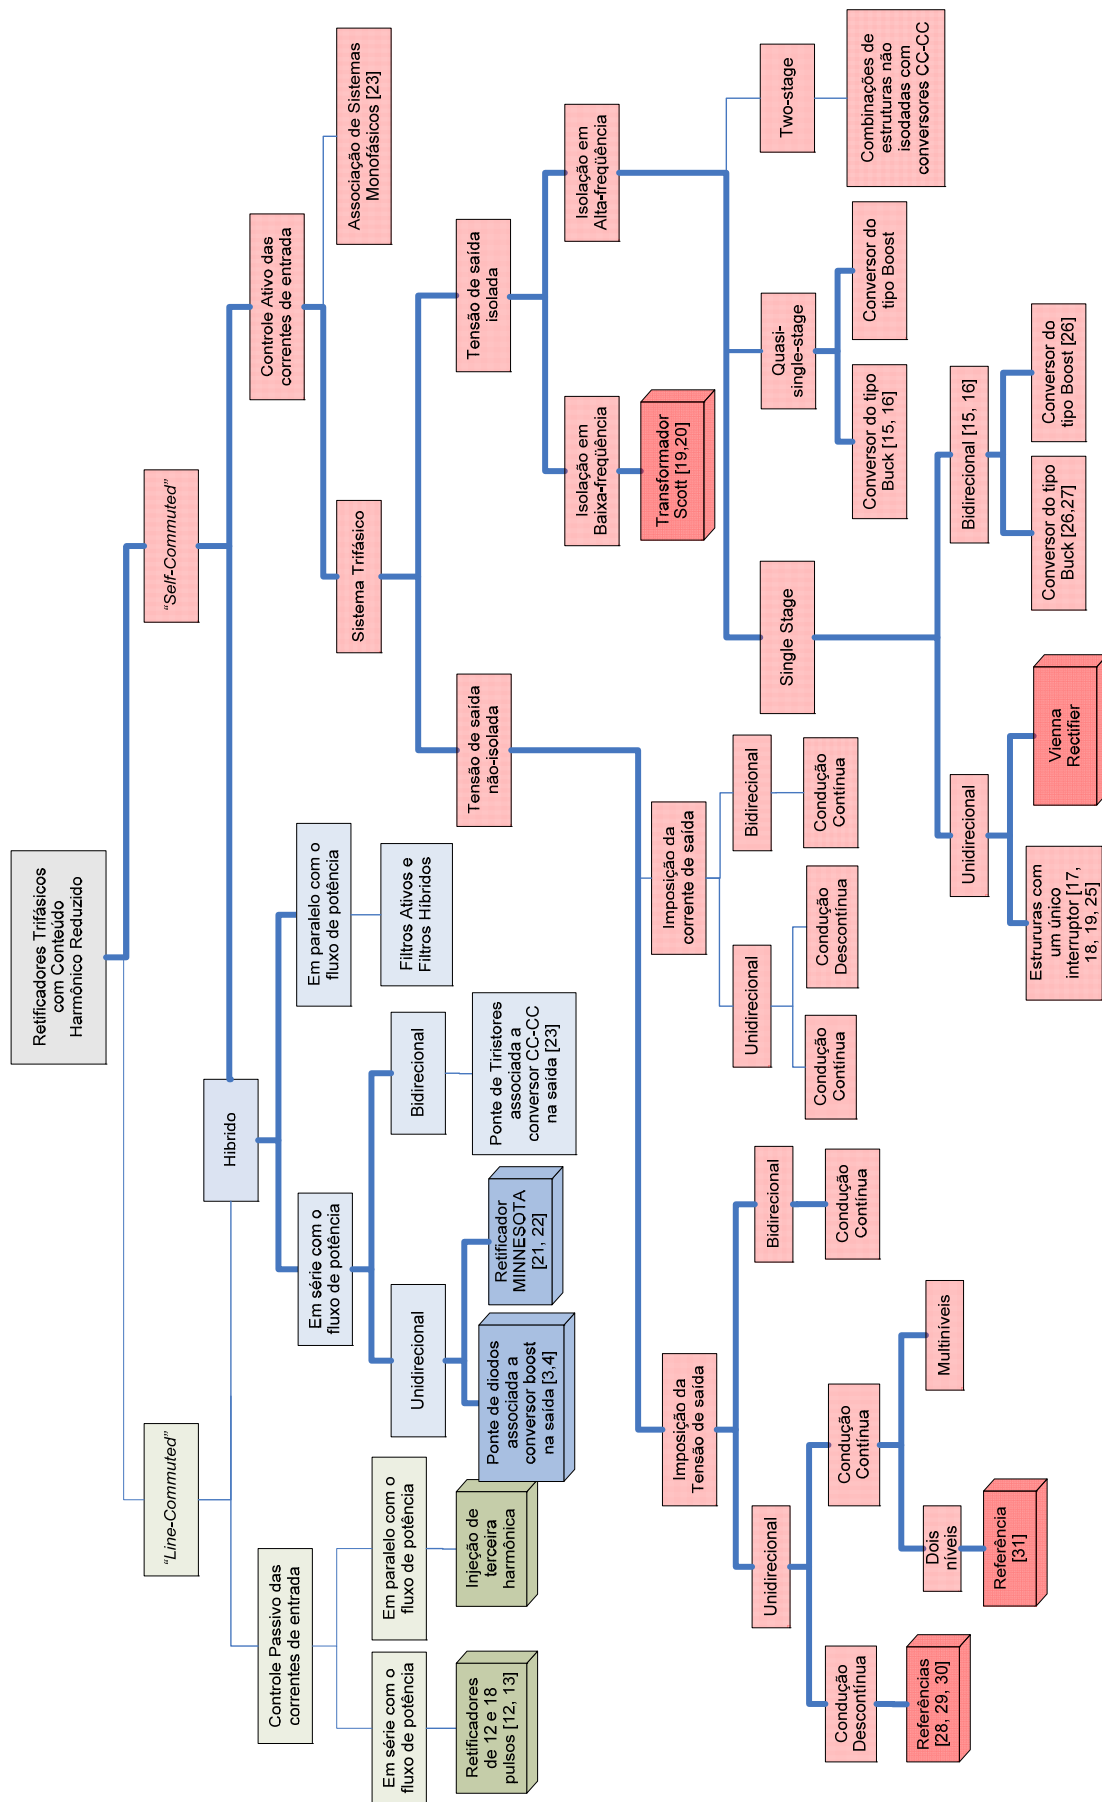 Retificadores Trifásicos
com Conteúdo
Harmônico Reduzido
“Line-Commuted”
Híbrido
“Self-Commuted”
Controle Passivo das
correntes de entrada
Em série com o
fluxo de potência
Em paralelo com o
fluxo de potência
Controle Ativo das
correntes de entrada
Em série com o
fluxo de potência
Em paralelo com o
fluxo de potência
Sistema Trifásico
Associação de Sistemas
Monofásicos [23]
Retificadores
de 12 e 18
pulsos [12, 13]
Injeção de
terceira
harmônica
Unidirecional
Bidirecional
Filtros Ativos e
Filtros Híbridos
Tensão de saída
não-isolada
Tensão de saída
isolada
Ponte de diodos
associada a
conversor boost
na saída [3,4]
Retificador
MINNESOTA
[21, 22]
Ponte de Tiristores
associada a
conversor CC-CC
na saída [23]
Isolação em
Baixa-freqüência
Isolação em
Alta-freqüência
Transformador
Scott [19,20]
Imposição da
Tensão de saída
Imposição da
corrente de saída
Single Stage
Quasi-
single-stage
Two-stage
Unidirecional
Bidirecional
Unidirecional
Bidirecional
Conversor do tipo
Buck [15, 16]
Conversor do
tipo Boost
Combinações de
estruturas não
isodadas com
conversores CC-CC
Condução
Descontínua
Condução
Contínua
Condução
Contínua
Condução
Contínua
Condução
Descontínua
Condução
Contínua
Unidirecional
Bidirecional [15, 16]
Referências
[28, 29, 30]
Dois
níveis
Multiníveis
Referência
[31]
Estrururas com
um único
interruptor [17,
18, 19, 25]
Vienna
Rectifier
Conversor do tipo
Buck [26,27]
Conversor do
tipo Boost [26]